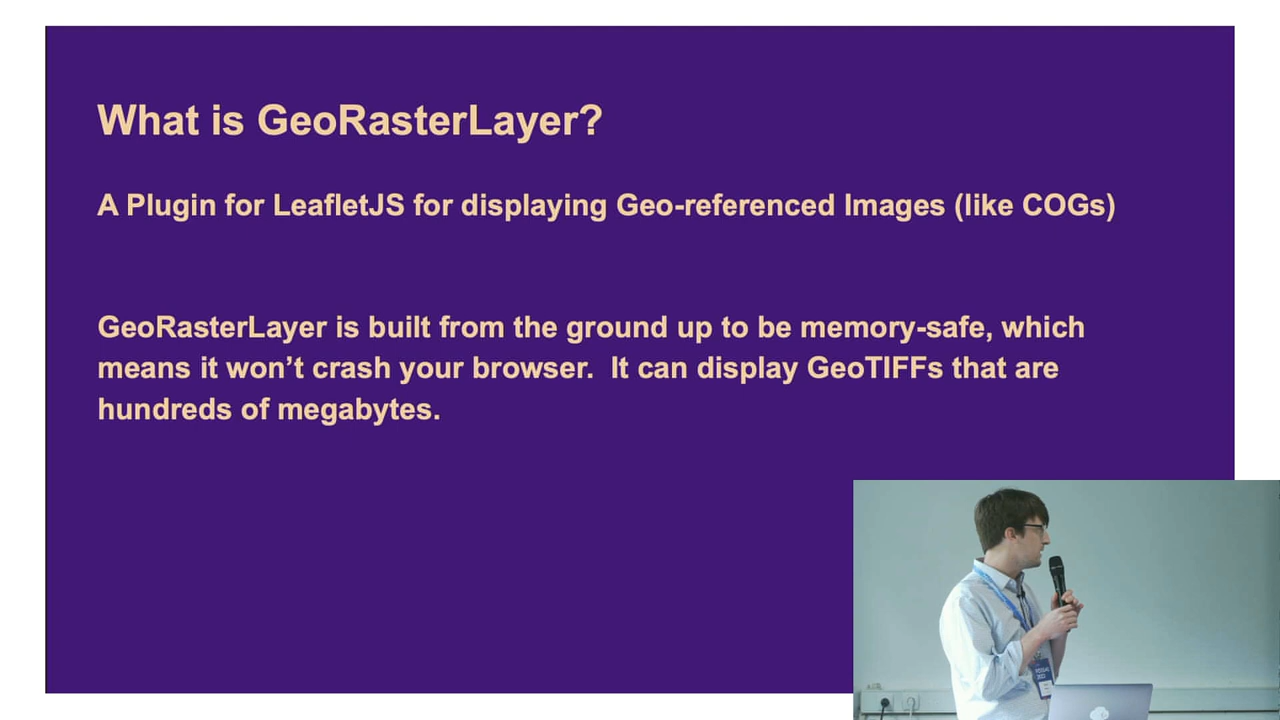 What is GeoRasterLayer?
A Plugin for LeafletJS for displaying Geo-referenced Images (like COGs)
GeoRasterLayer is built from the ground up to be memory-safe, which
means it won’t crash your browser.  It can display GeoTIFFs that are
hundreds of megabytes.